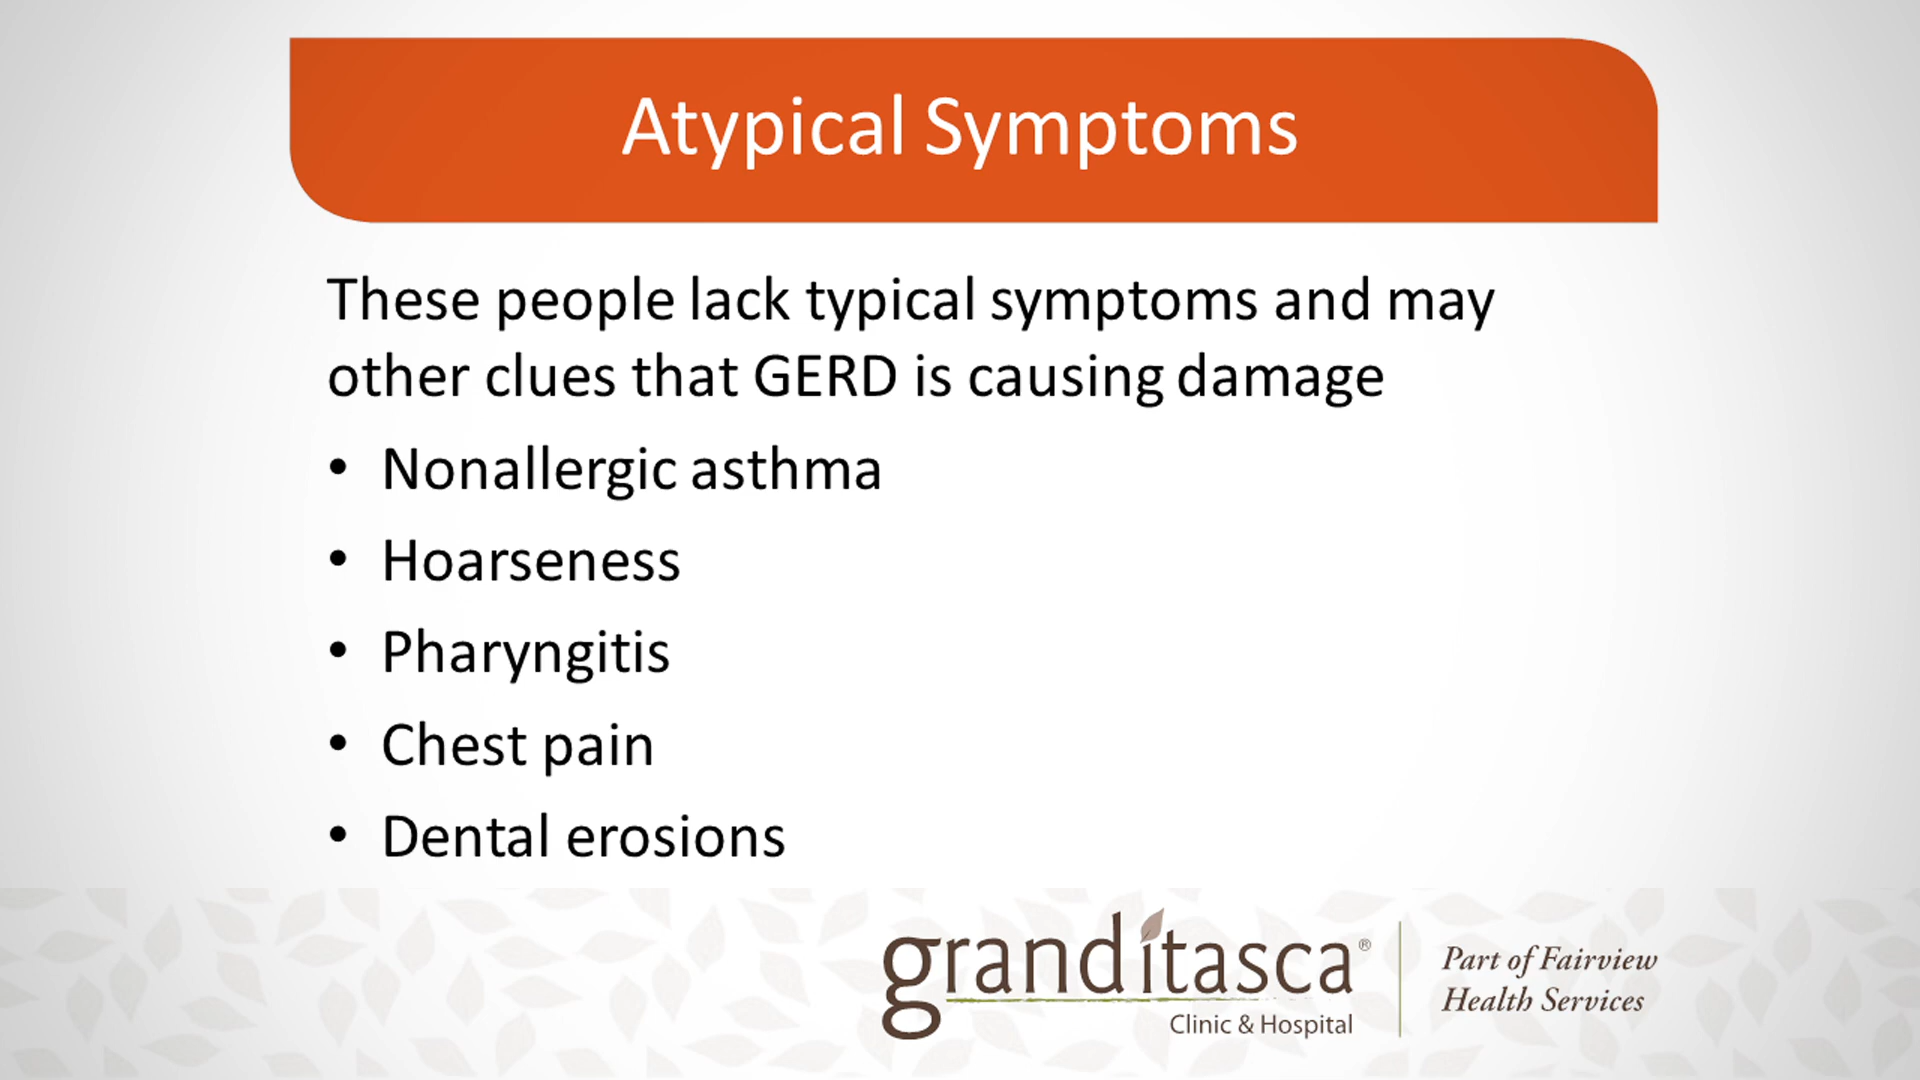 Atypical Symptoms
These people lack typical symptoms and may
other clues that GERD is causing damage
• Nonallergic asthma
• Hoarseness
• Pharyngitis
• Chest pain
• Dental erosions
granditasca®
Clinic & Hospital
Part of Fairview
Health Services